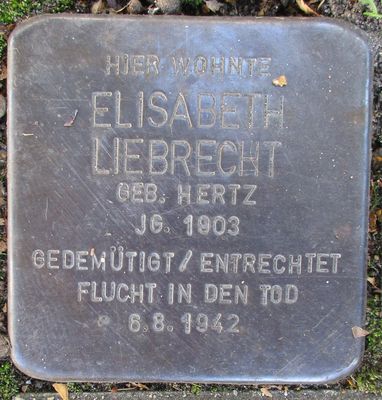 HIER WOHNTE
ELISABETH
LIEBRECHT
GEB. HERTZ
JG. 1903
GEDEMÜTIGT / ENTRECHTET
FLUCHT IN DEN TOD
6.8.1942